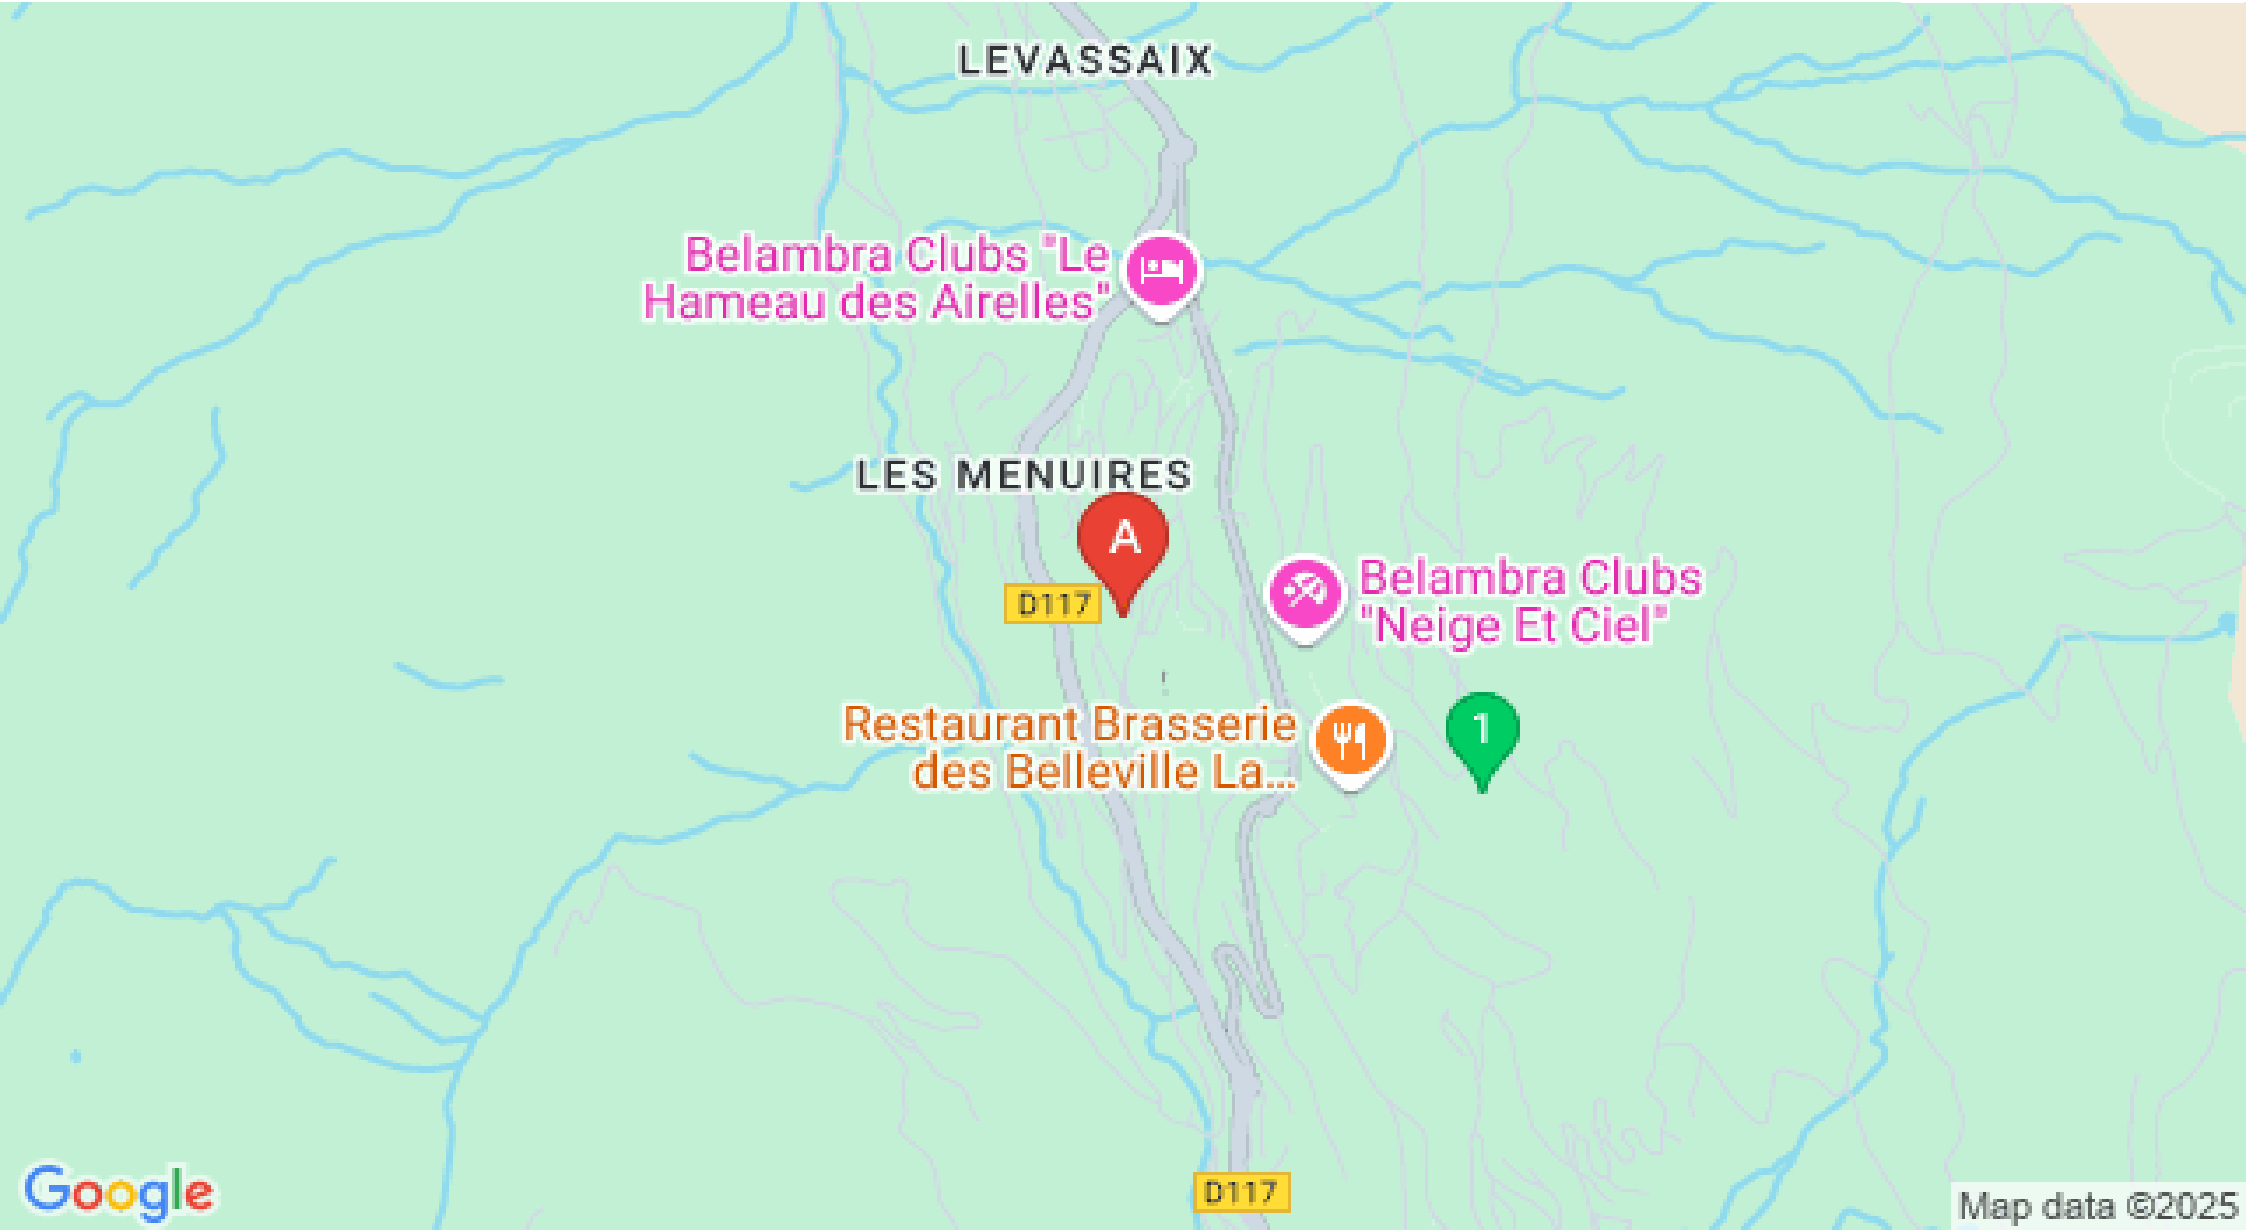 LEVASSAIX
Belambra Clubs "Le
Hameau des Airelles"
LES MENUIRES
A
D117
Belambra Clubs
"Neige Et Ciel"
Restaurant Brasserie
des Belleville La...
1
D117
Google
Map data ©2025